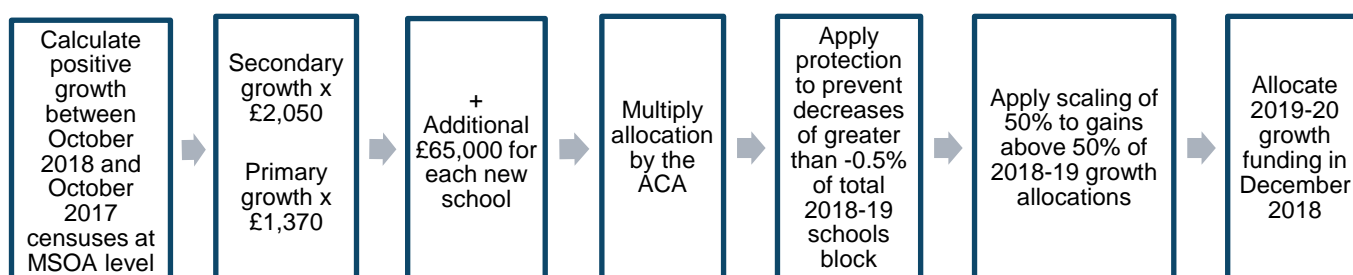 Calculate
positive
growth
between
October
2018 and
October
2017
censuses at
MSOA level
Secondary
growth x
£2,050
Primary
growth x
£1,370
+
Additional
£65,000 for
each new
school
Multiply
allocation
by the
ACA
Apply
protection
to prevent
decreases
of greater
than -0.5%
of total
2018-19
schools
block
Apply scaling of
50% to gains
above 50% of
2018-19 growth
allocations
Allocate
2019-20
growth
funding in
December
2018